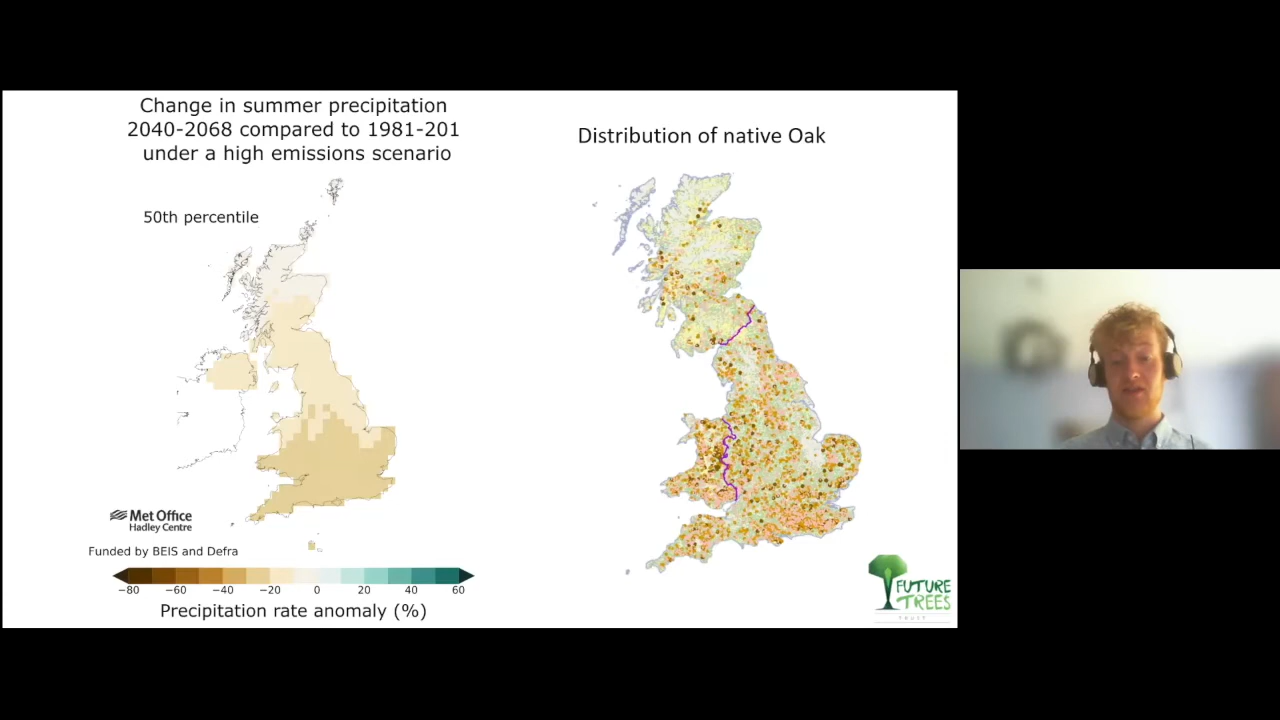 Change in summer precipitation
2040-2068 compared to 1981-201
under a high emissions scenario
50th percentile
Met Office
Hadley Centre
Funded by BEIS and Defra
−80 −60 −40 −20 0 20 40 60
Precipitation rate anomaly (%)
Distribution of native Oak
FUTURE
TREES
TRUST